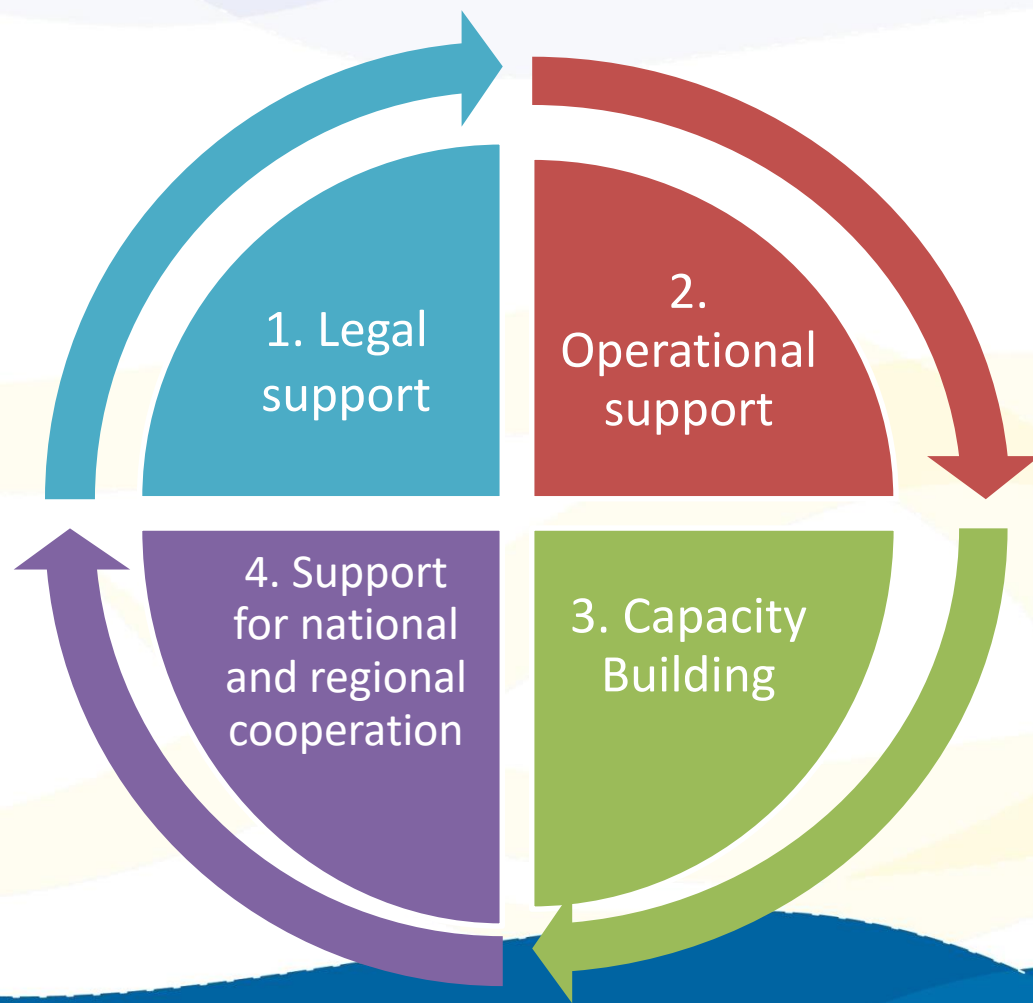 1. Legal
support
2.
Operational
support
3. Capacity
Building
4. Support
for national
and regional
cooperation